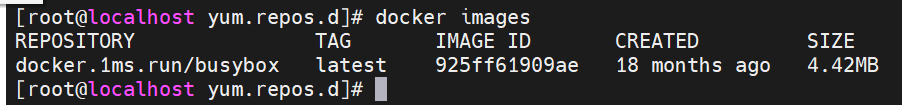 [root@localhost yum.repos.d]# docker images
REPOSITORY TAG IMAGE ID CREATED SIZE
docker.1ms.run/busybox latest 925ff61909ae 18 months ago 4.42MB
[root@localhost yum.repos.d]#